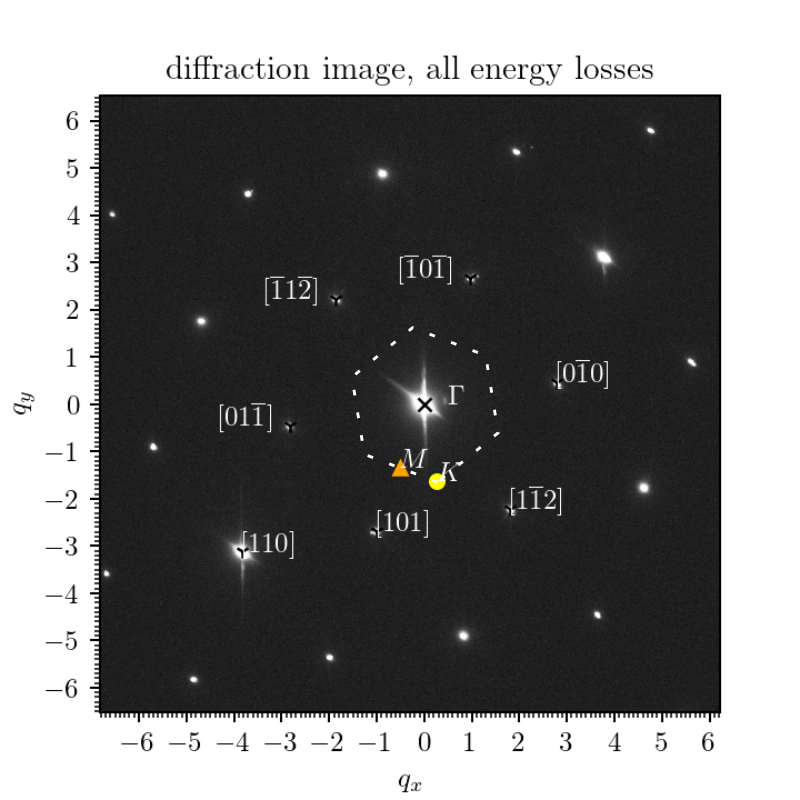 diffraction image, all energy losses
6
5
4
3
2
1
0
−1
−2
−3
−4
−5
−6
q_y
[1̅01̅]
[1̅12̅]
[01̅0]
Γ
[011̅]
M
K
[11̅2]
[101]
[110]
−6 −5 −4 −3 −2 −1 0 1 2 3 4 5 6
q_x